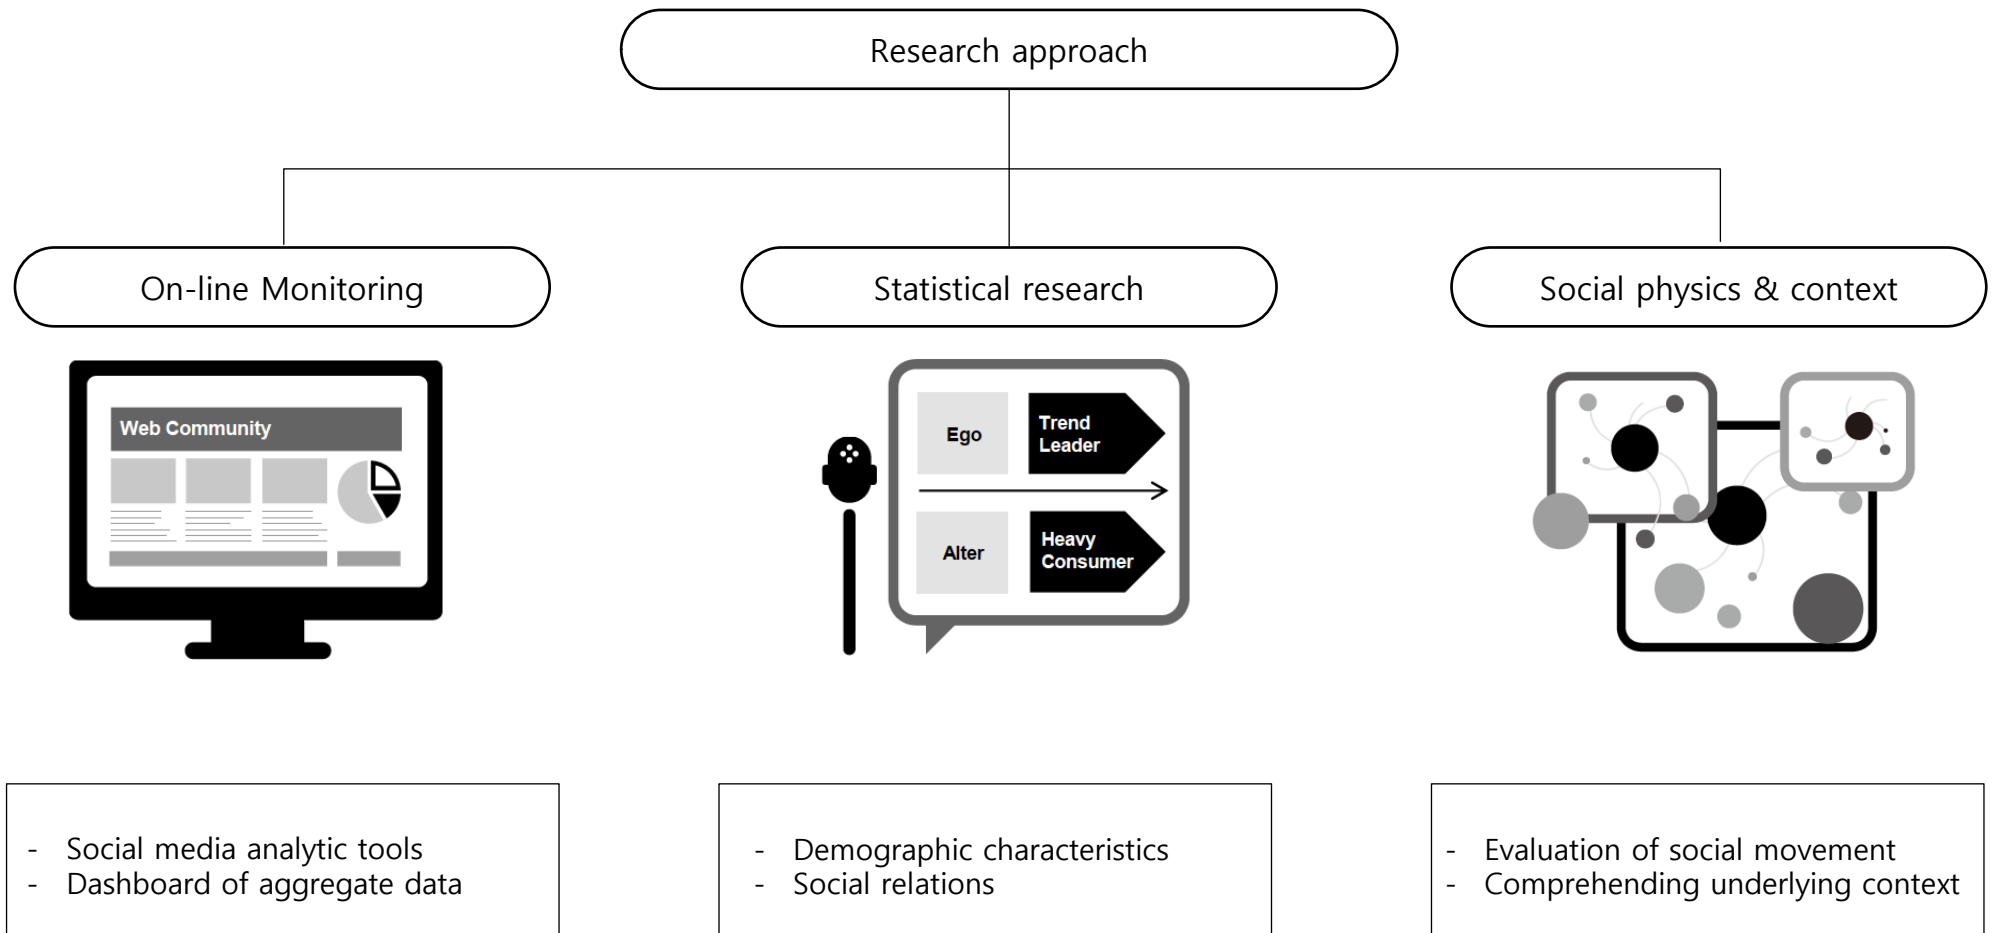 Research approach
On-line Monitoring
Statistical research
Social physics & context
Web Community
Ego
Trend
Leader
Alter
Heavy
Consumer
- Social media analytic tools
- Dashboard of aggregate data
- Demographic characteristics
- Social relations
- Evaluation of social movement
- Comprehending underlying context